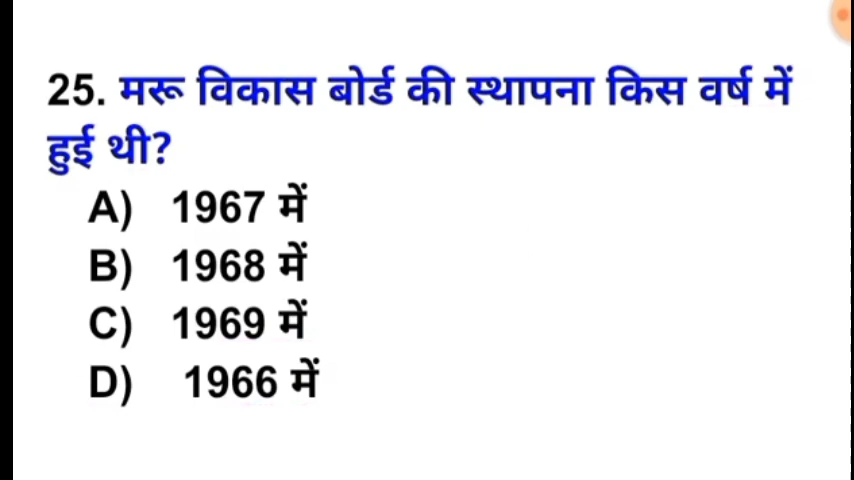 25. मरू विकास बोर्ड की स्थापना किस वर्ष में
हुई थी?
A) 1967 में
B) 1968 में
C) 1969 में
D) 1966 में